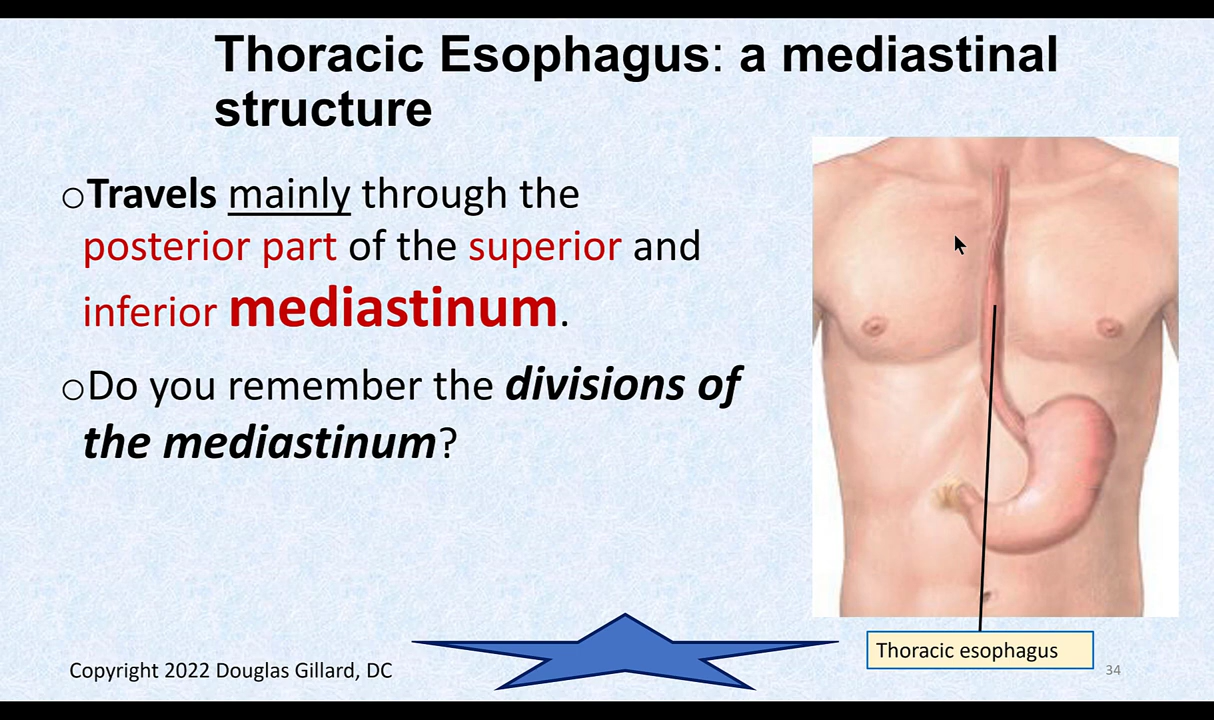 Thoracic Esophagus: a mediastinal
structure
oTravels mainly through the
posterior part of the superior and
inferior mediastinum.
oDo you remember the divisions of
the mediastinum?
Thoracic esophagus
Copyright 2022 Douglas Gillard, DC
34